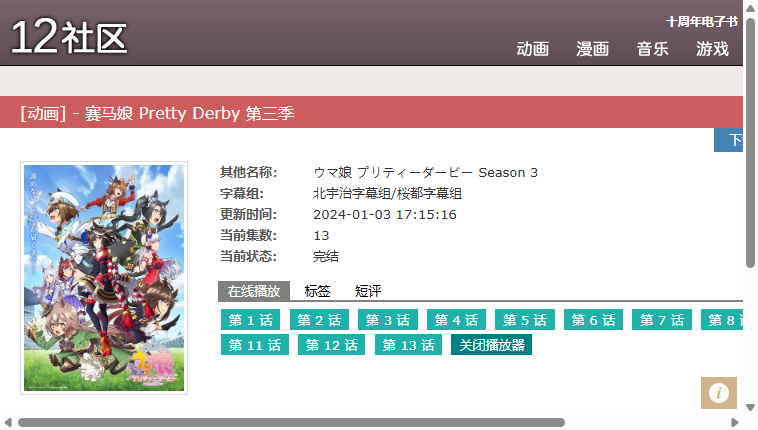 十周年电子书
12社区
动画 漫画 音乐 游戏
[动画] - 赛马娘 Pretty Derby 第三季
其他名称: ウマ娘 プリティーダービー Season 3
字幕组: 北宇治字幕组/桜都字幕组
更新时间: 2024-01-03 17:15:16
当前集数: 13
当前状态: 完结
在线播放 标签 短评
第 1 话 第 2 话 第 3 话 第 4 话 第 5 话 第 6 话 第 7 话 第 8
第 11 话 第 12 话 第 13 话 关闭播放器